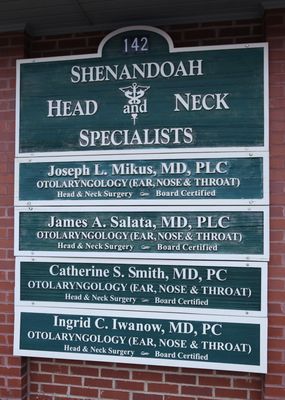 142
SHENANDOAH
HEAD and NECK
SPECIALISTS
Joseph L. Mikus, MD, PLC
OTOLARYNGOLOGY (EAR, NOSE & THROAT)
Head & Neck Surgery ~ Board Certified
James A. Salata, MD, PLC
OTOLARYNGOLOGY (EAR, NOSE & THROAT)
Head & Neck Surgery ~ Board Certified
Catherine S. Smith, MD, PC
OTOLARYNGOLOGY (EAR, NOSE & THROAT)
Head & Neck Surgery ~ Board Certified
Ingrid C. Iwanow, MD, PC
OTOLARYNGOLOGY (EAR, NOSE & THROAT)
Head & Neck Surgery ~ Board Certified